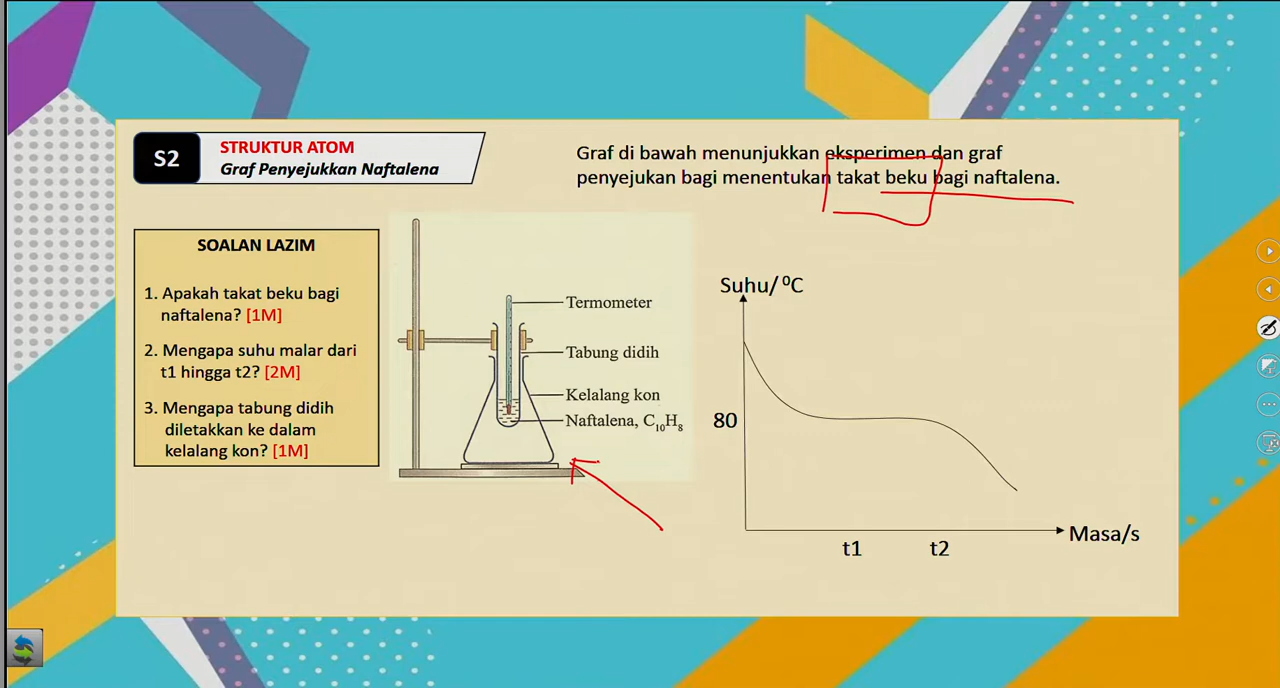 S2
STRUKTUR ATOM
Graf Penyejukkan Naftalena
Graf di bawah menunjukkan eksperimen dan graf
penyejukan bagi menentukan takat beku bagi naftalena.
SOALAN LAZIM
1. Apakah takat beku bagi
naftalena? [1M]
2. Mengapa suhu malar dari
t1 hingga t2? [2M]
3. Mengapa tabung didih
diletakkan ke dalam
kelalang kon? [1M]
Termometer
Tabung didih
Kelalang kon
Naftalena, C₁₀H₈
Suhu/ ⁰C
80
t1 t2
Masa/s